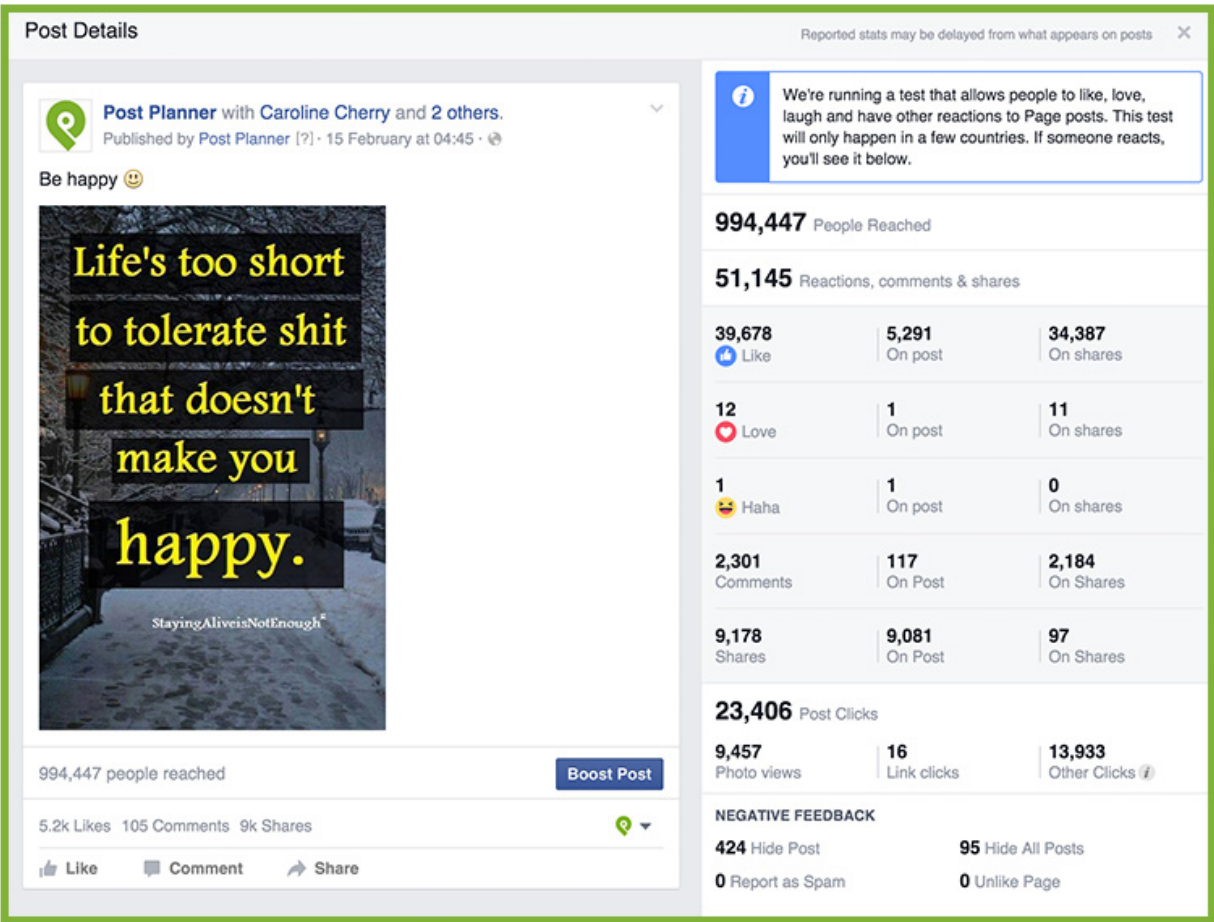 Post Details
Reported stats may be delayed from what appears on posts
Post Planner with Caroline Cherry and 2 others.
Published by Post Planner [?] · 15 February at 04:45 ·
Be happy
Life's too short
to tolerate shit
that doesn't
make you
happy.
StayingAliveisNotEnough
994,447 people reached
Boost Post
5.2k Likes 105 Comments 9k Shares
Like Comment Share
We're running a test that allows people to like, love,
laugh and have other reactions to Page posts. This test
will only happen in a few countries. If someone reacts,
you'll see it below.
994,447 People Reached
51,145 Reactions, comments & shares
39,678 5,291 34,387
Like On post On shares
12 1 11
Love On post On shares
1 1 0
Haha On post On shares
2,301 117 2,184
Comments On Post On Shares
9,178 9,081 97
Shares On Post On Shares
23,406 Post Clicks
9,457 16 13,933
Photo views Link clicks Other Clicks i
NEGATIVE FEEDBACK
424 Hide Post 95 Hide All Posts
0 Report as Spam 0 Unlike Page